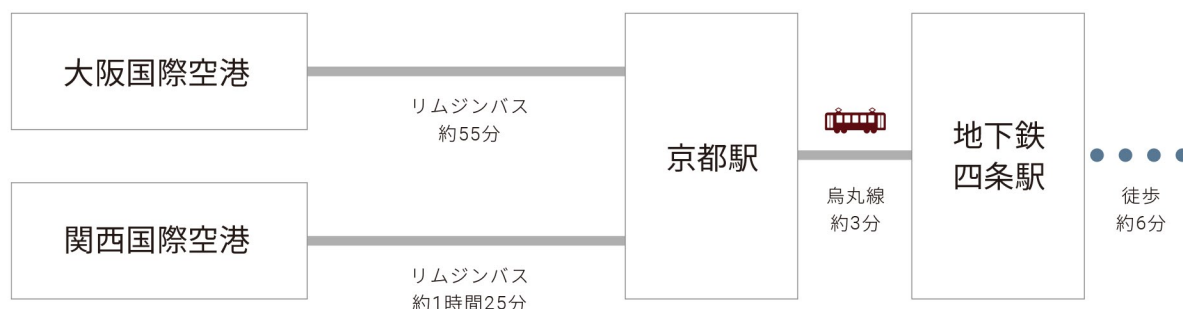 大阪国際空港
リムジンバス
約55分
関西国際空港
リムジンバス
約1時間25分
京都駅
烏丸線
約3分
地下鉄
四条駅
徒歩
約6分